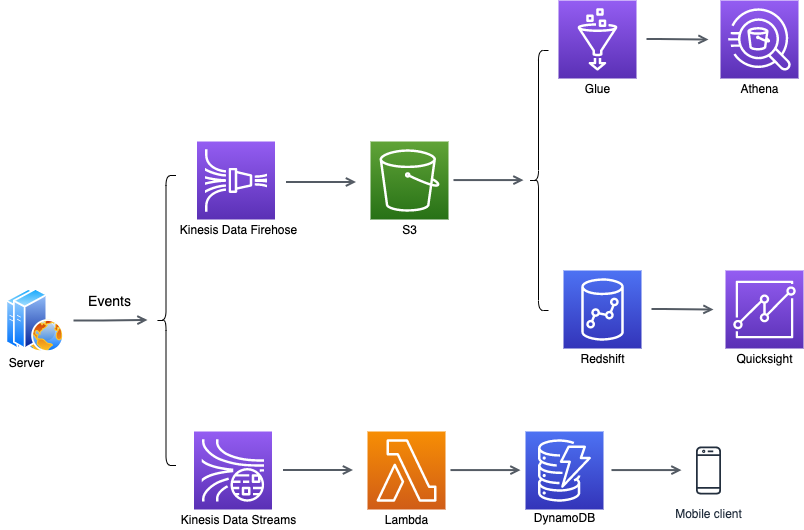 Glue
Athena
Kinesis Data Firehose
S3
Events
Server
Redshift
Quicksight
Kinesis Data Streams
Lambda
DynamoDB
Mobile client